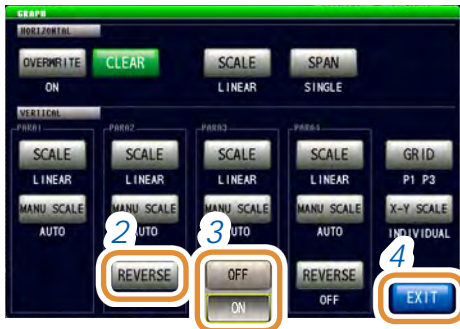 GRAPH
HORIZONTAL
OVERWRITE CLEAR SCALE SPAN
ON LINEAR SINGLE
VERTICAL
PARA1 PARA2 PARA3 PARA4
SCALE SCALE SCALE SCALE GRID
LINEAR LINEAR LINEAR LINEAR P1 P3
MANU SCALE MANU SCALE MANU SCALE MANU SCALE X-Y SCALE
AUTO 2 AUTO 3 AUTO AUTO INDIVIDUAL
4
REVERSE OFF REVERSE EXIT
ON OFF